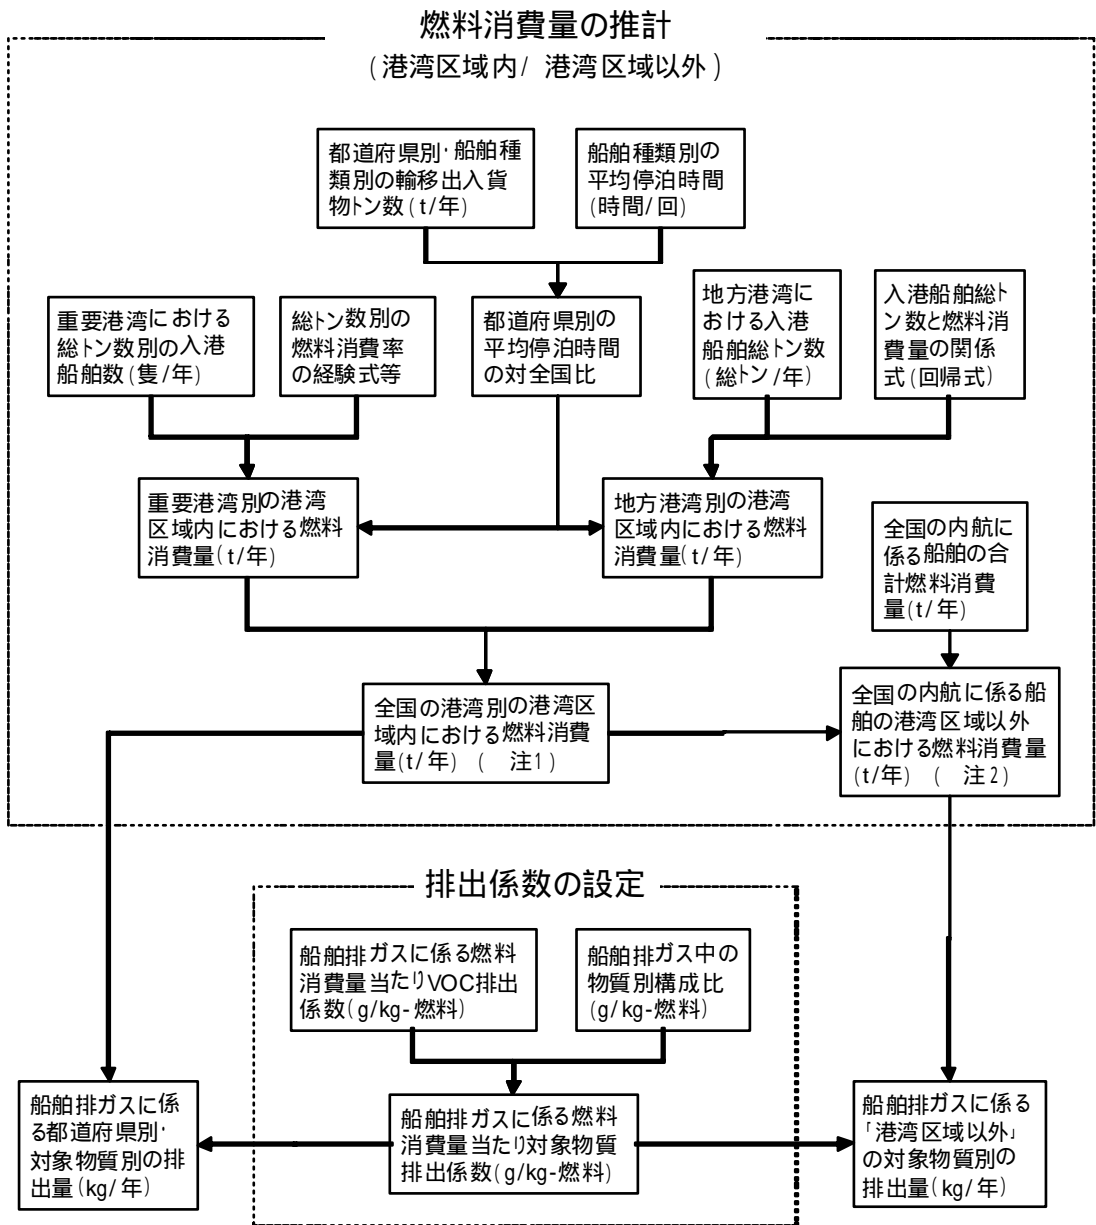 燃料消費量の推計
(港湾区域内/ 港湾区域以外)
都道府県別･船舶種
類別の輸移出入貨
物トン数(t/年)
船舶種類別の
平均停泊時間
(時間/回)
重要港湾における
総トン数別の入港
船舶数(隻/年)
総トン数別の
燃料消費率
の経験式等
都道府県別の
平均停泊時間
の対全国比
地方港湾に
おける入港
船舶総トン数
(総トン/年)
入港船舶総ト
ン数と燃料消
費量の関係
式(回帰式)
重要港湾別の港湾
区域内における燃料
消費量(t/年)
地方港湾別の港湾
区域内における燃料
消費量(t/年)
全国の内航に
係る船舶の合
計燃料消費
量(t/年)
全国の港湾別の港湾区
域内における燃料消費
量(t/年) ( 注1)
全国の内航に係る船
舶の港湾区域以外
における燃料消費量
(t/年) ( 注2)
排出係数の設定
船舶排ガスに係る燃料
消費量当たりVOC排出
係数(g/kg-燃料)
船舶排ガス中の
物質別構成比
(g/kg-燃料)
船舶排ガスに係
る都道府県別･
対象物質別の排
出量(kg/年)
船舶排ガスに係る燃料
消費量当たり対象物質
排出係数(g/kg-燃料)
船舶排ガスに係る
｢港湾区域以外｣
の対象物質別の
排出量(kg/年)